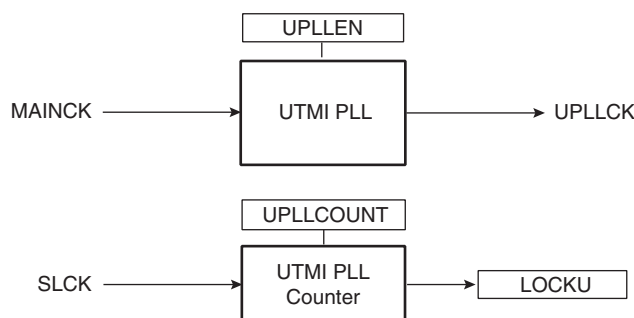 UPLLEN
MAINCK
UTMI PLL
UPLLCK
UPLLCOUNT
SLCK
UTMI PLL
Counter
LOCKU